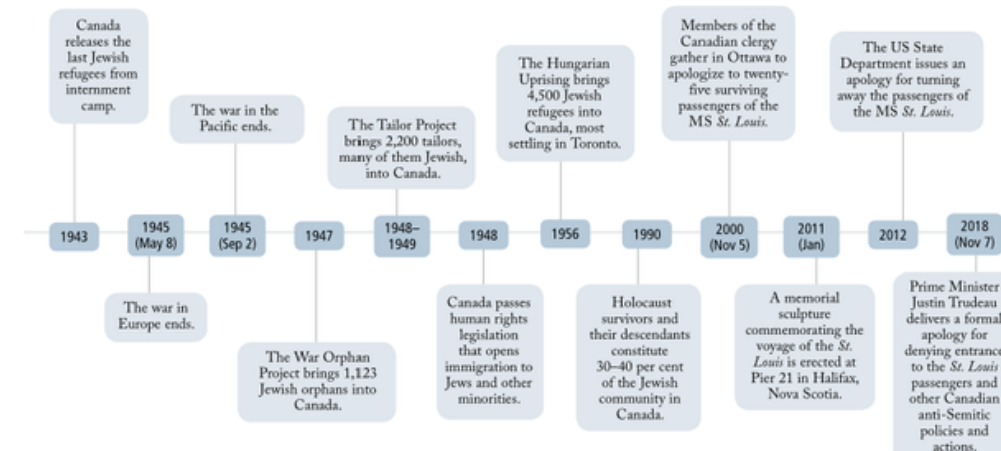 Canada
releases the
last Jewish
refugees from
internment
camp.
1943
1945
(May 8)
The war in
Europe ends.
The war in the
Pacific ends.
1945
(Sep 2)
1947
The War Orphan
Project brings 1,123
Jewish orphans into
Canada.
The Tailor Project
brings 2,200 tailors,
many of them Jewish,
into Canada.
1948–
1949
1948
Canada passes
human rights
legislation
that opens
immigration to
Jews and other
minorities.
The Hungarian
Uprising brings
4,500 Jewish
refugees into
Canada, most
settling in Toronto.
1956
1990
Holocaust
survivors and
their descendants
constitute
30–40 per cent
of the Jewish
community in
Canada.
Members of the
Canadian clergy
gather in Ottawa to
apologize to twenty-
five surviving
passengers of the
MS St. Louis.
2000
(Nov 5)
2011
(Jan)
A memorial
sculpture
commemorating the
voyage of the St.
Louis is erected at
Pier 21 in Halifax,
Nova Scotia.
The US State
Department issues an
apology for turning
away the passengers of
the MS St. Louis.
2012
2018
(Nov 7)
Prime Minister
Justin Trudeau
delivers a formal
apology for
denying entrance
to the St. Louis
passengers and
other Canadian
anti-Semitic
policies and
actions.